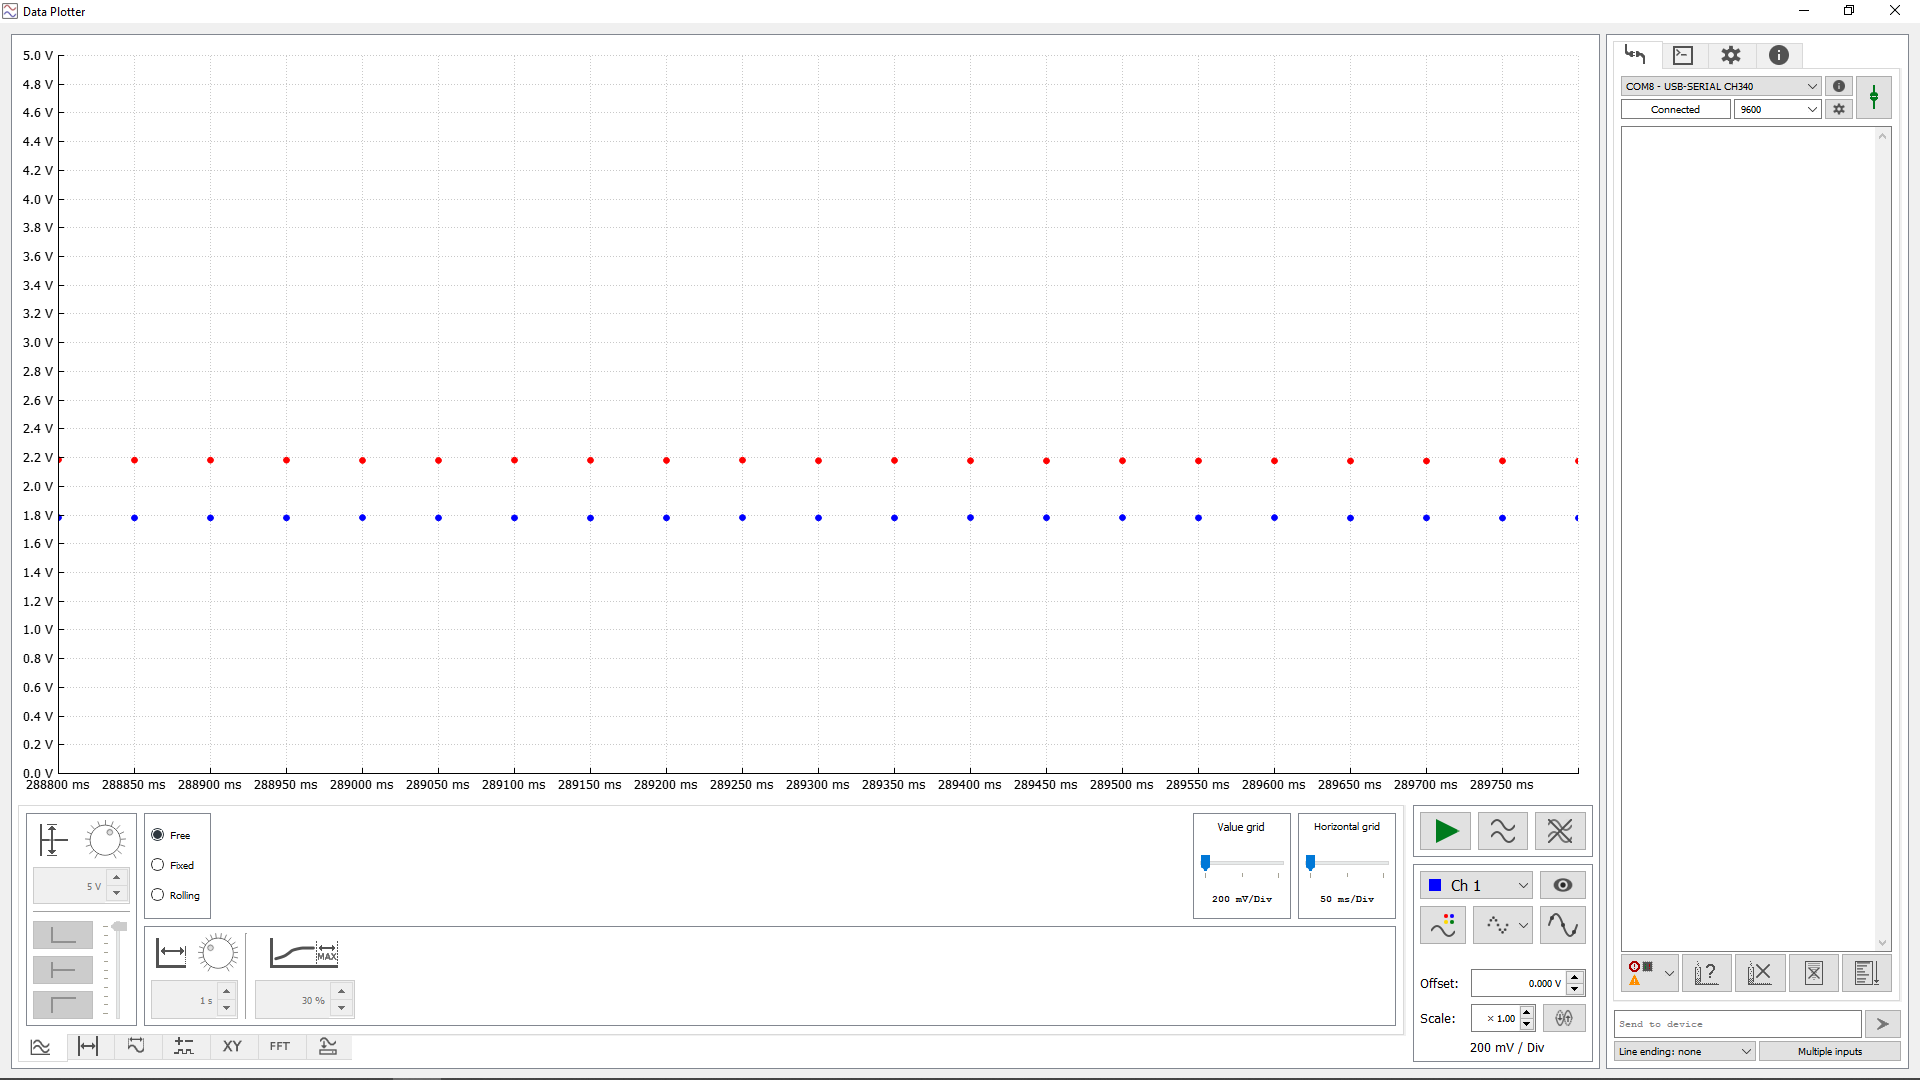 Data Plotter
5.0 V
4.8 V
4.6 V
4.4 V
4.2 V
4.0 V
3.8 V
3.6 V
3.4 V
3.2 V
3.0 V
2.8 V
2.6 V
2.4 V
2.2 V
2.0 V
1.8 V
1.6 V
1.4 V
1.2 V
1.0 V
0.8 V
0.6 V
0.4 V
0.2 V
0.0 V
288800 ms 288850 ms 288900 ms 288950 ms 289000 ms 289050 ms 289100 ms 289150 ms 289200 ms 289250 ms 289300 ms 289350 ms 289400 ms 289450 ms 289500 ms 289550 ms 289600 ms 289650 ms 289700 ms 289750 ms
5 V
Free
Fixed
Rolling
Value grid
200 mV/Div
Horizontal grid
50 ms/Div
1 s
MAX
30 %
XY
FFT
Ch 1
Offset: 0.000 V
Scale: × 1.00
200 mV / Div
COM8 - USB-SERIAL CH340
Connected
9600
Send to device
Line ending: none
Multiple inputs